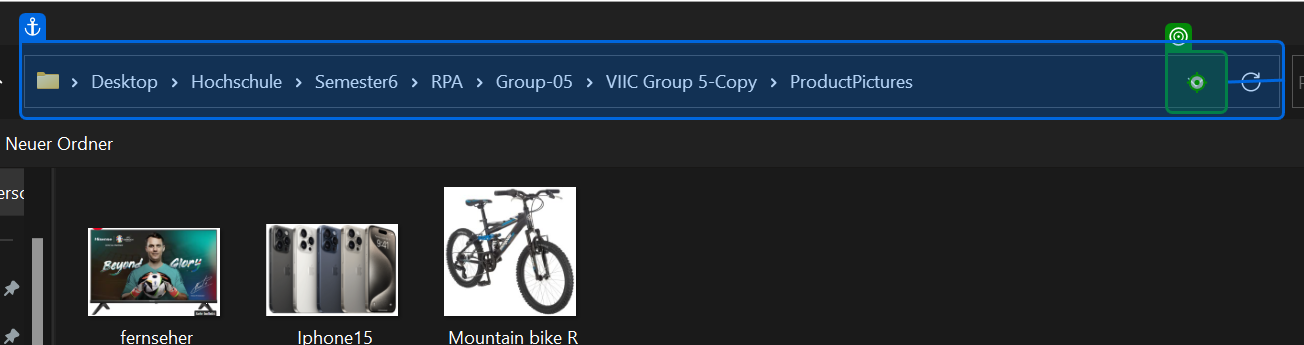 Desktop > Hochschule > Semester6 > RPA > Group-05 > VIIC Group 5-Copy > ProductPictures
Neuer Ordner
Hisense
Beyond Glory
9:41
fernseher
Iphone15
Mountain bike R